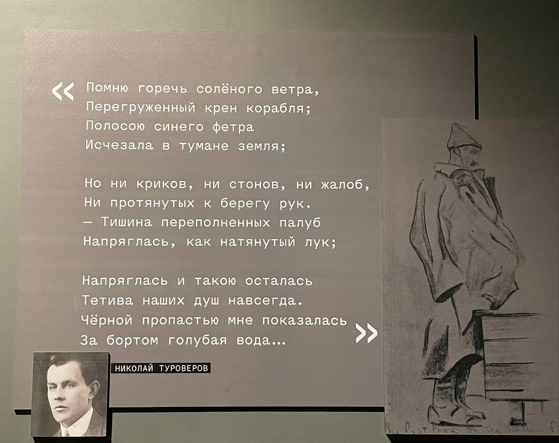 « Помню горечь солёного ветра,
Перегруженный крен корабля;
Полосою синего фетра
Исчезала в тумане земля;
Но ни криков, ни стонов, ни жалоб,
Ни протянутых к берегу рук.
— Тишина переполненных палуб
Напряглась, как натянутый лук;
Напряглась и такою осталась
Тетива наших душ навсегда.
Чёрной пропастью мне показалась
За бортом голубая вода... »
НИКОЛАЙ ТУРОВЕРОВ